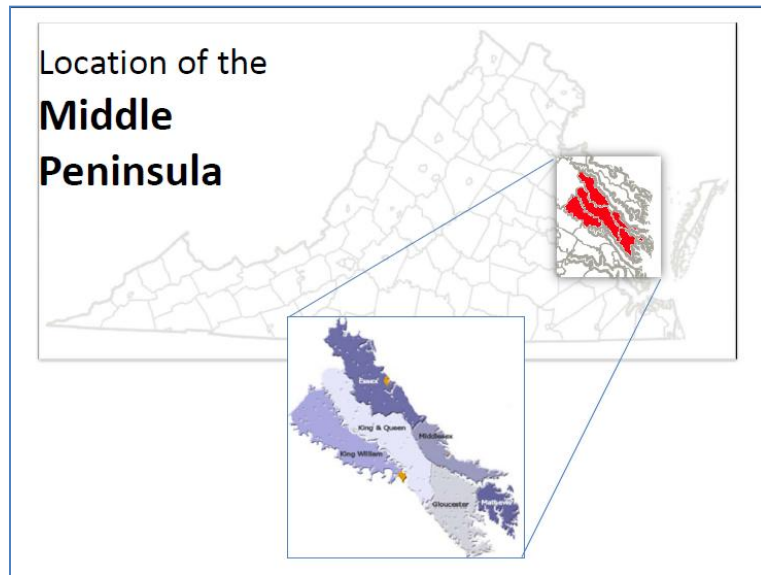 Location of the
Middle
Peninsula
Essex
King & Queen
Middlesex
King William
Gloucester
Mathews